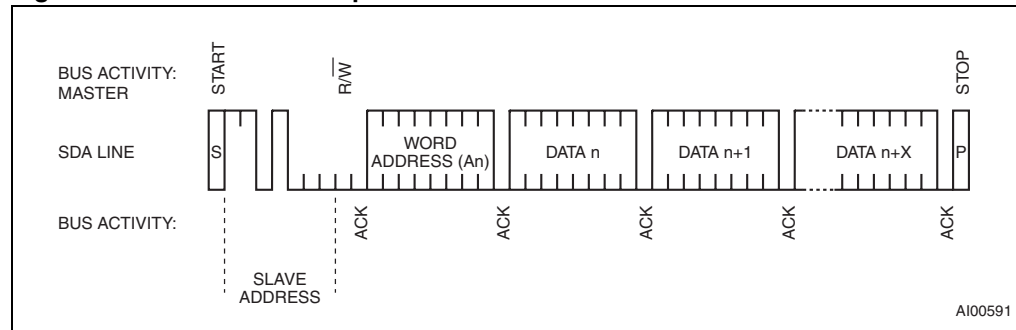 BUS ACTIVITY:
MASTER
START
R/W
STOP
SDA LINE
S
WORD
ADDRESS (An)
DATA n
DATA n+1
DATA n+X
P
BUS ACTIVITY:
ACK
ACK
ACK
ACK
ACK
SLAVE
ADDRESS
AI00591